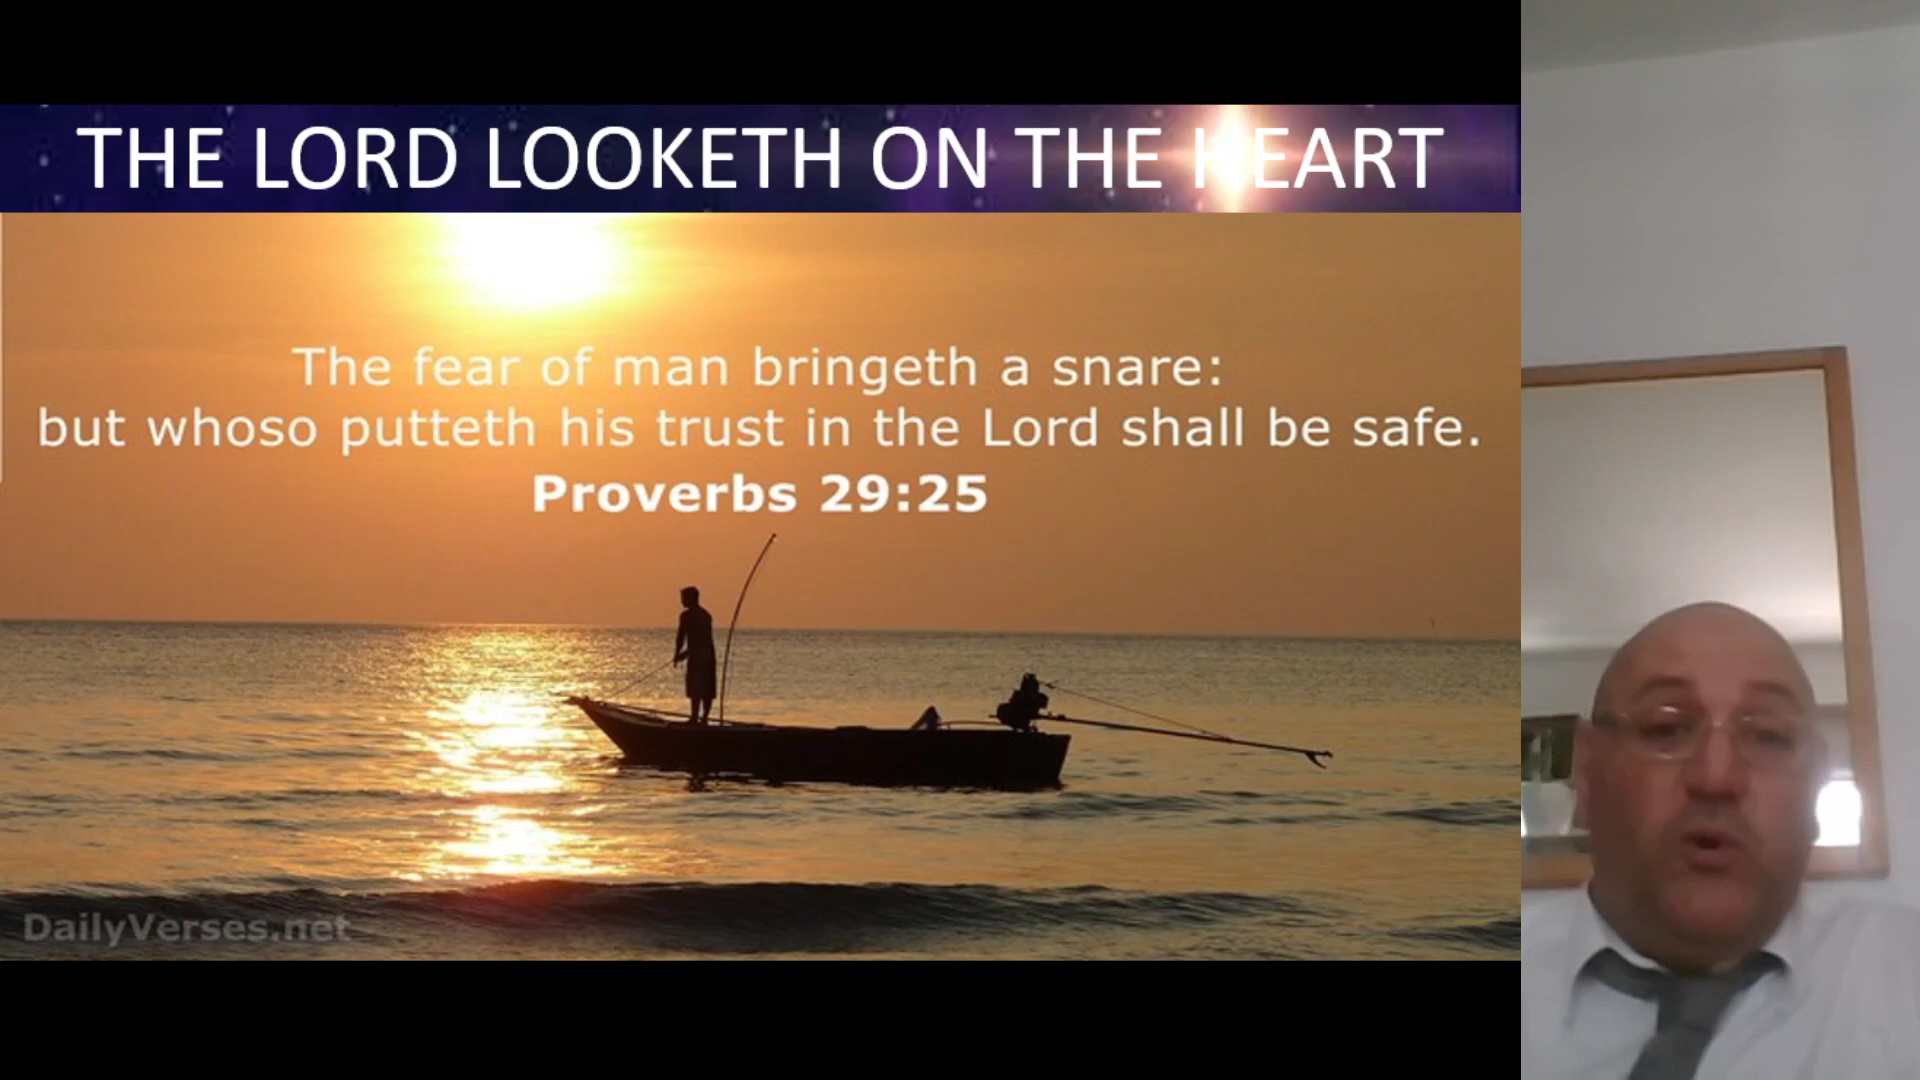 THE LORD LOOKETH ON THE HEART
The fear of man bringeth a snare:
but whoso putteth his trust in the Lord shall be safe.
Proverbs 29:25
DailyVerses.net